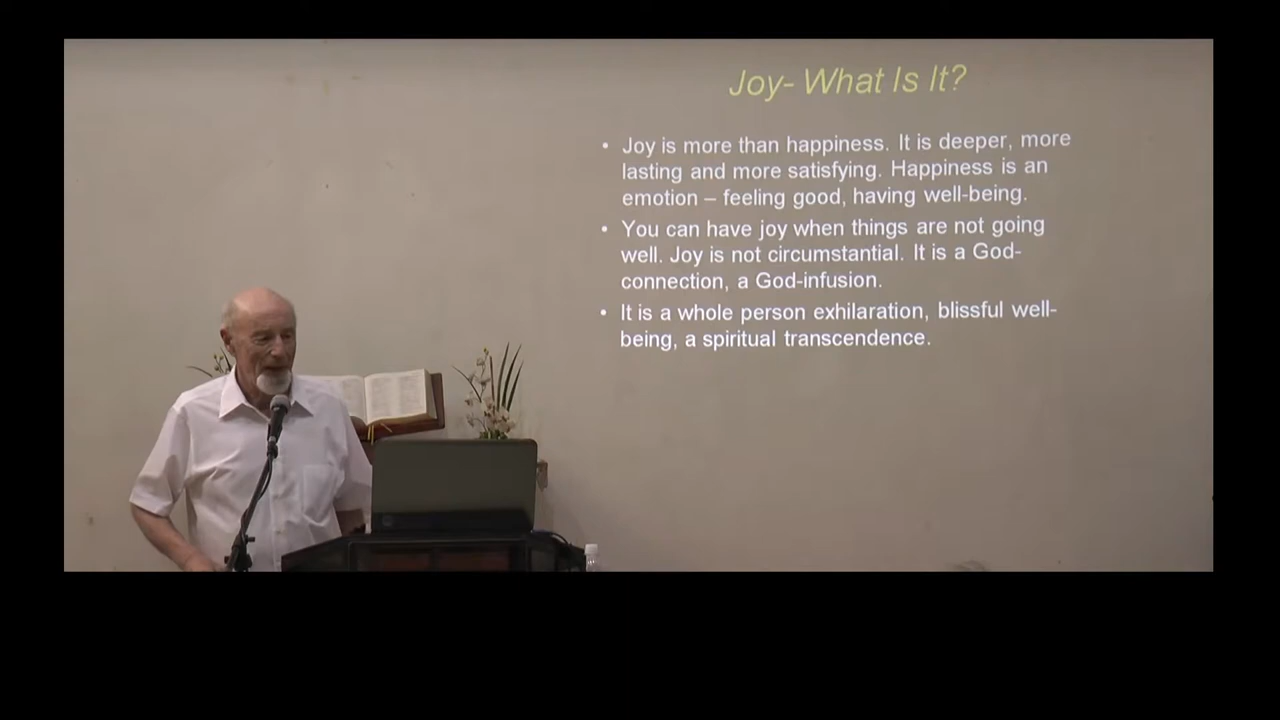 Joy- What Is It?
• Joy is more than happiness. It is deeper, more
lasting and more satisfying. Happiness is an
emotion – feeling good, having well-being.
• You can have joy when things are not going
well. Joy is not circumstantial. It is a God-
connection, a God-infusion.
• It is a whole person exhilaration, blissful well-
being, a spiritual transcendence.